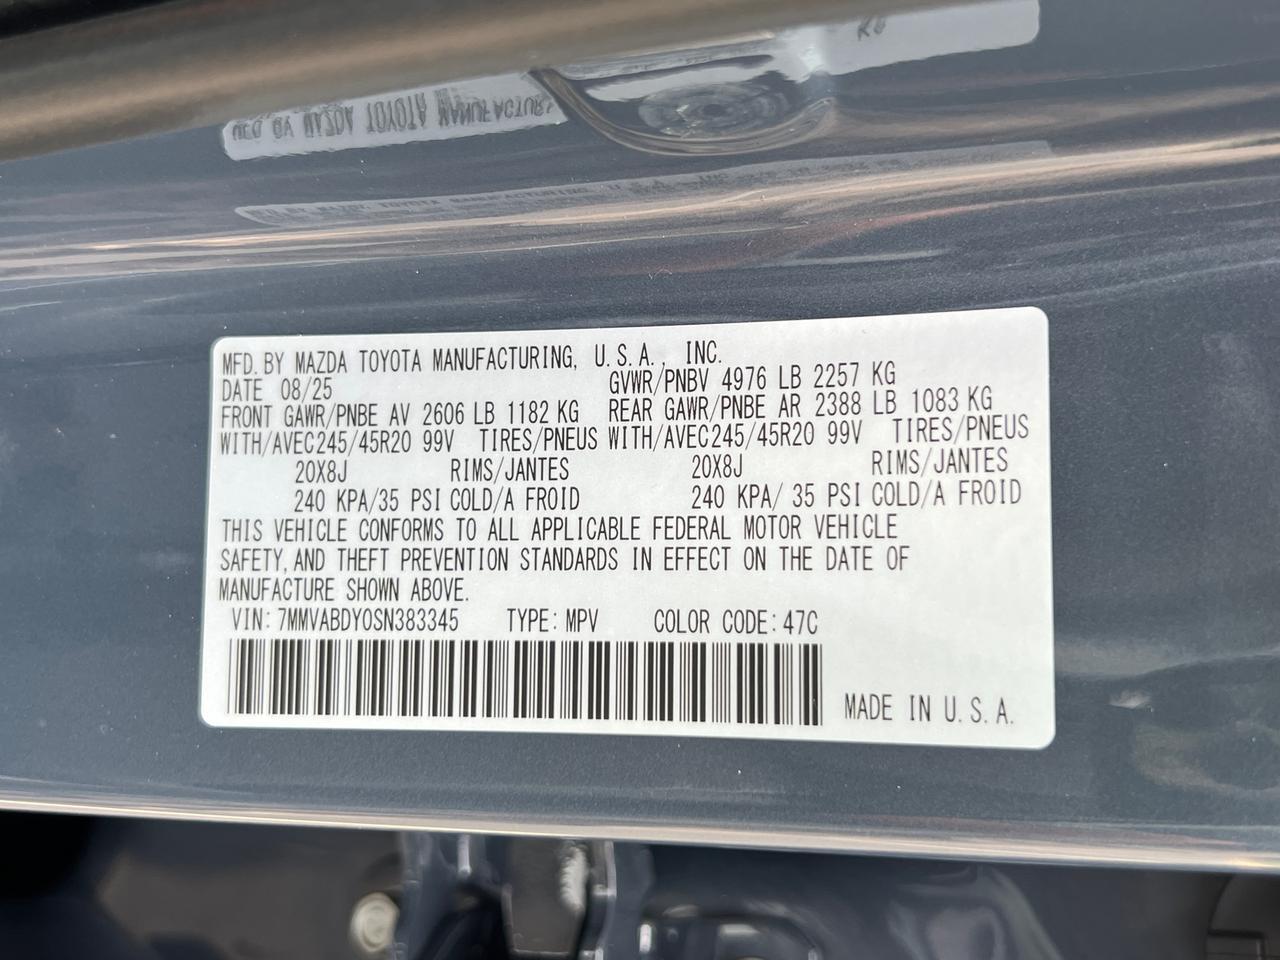 MFD. BY MAZDA TOYOTA MANUFACTURING, U.S.A., INC.
DATE 08/25 GVWR/PNBV 4976 LB 2257 KG
FRONT GAWR/PNBE AV 2606 LB 1182 KG REAR GAWR/PNBE AR 2388 LB 1083 KG
WITH/AVEC245/45R20 99V TIRES/PNEUS WITH/AVEC245/45R20 99V TIRES/PNEUS
20X8J RIMS/JANTES 20X8J RIMS/JANTES
240 KPA/35 PSI COLD/A FROID 240 KPA/ 35 PSI COLD/A FROID
THIS VEHICLE CONFORMS TO ALL APPLICABLE FEDERAL MOTOR VEHICLE
SAFETY, AND THEFT PREVENTION STANDARDS IN EFFECT ON THE DATE OF
MANUFACTURE SHOWN ABOVE.
VIN: 7MMVABDY0SN383345 TYPE: MPV COLOR CODE: 47C
MADE IN U.S.A.